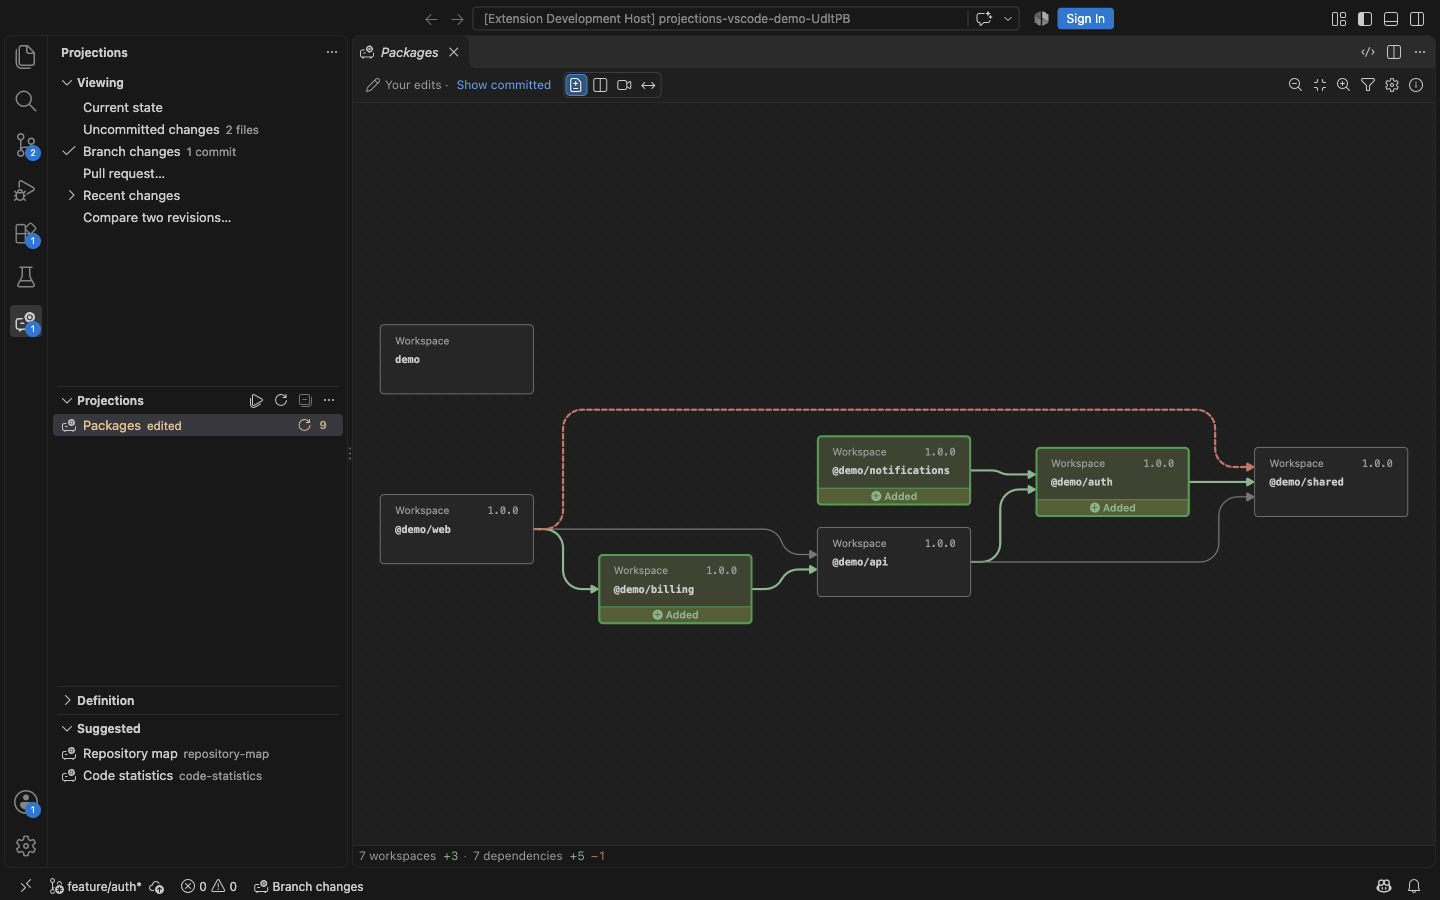 [Extension Development Host] projections-vscode-demo-UdltPB
Sign In
Projections
Viewing
Current state
Uncommitted changes 2 files
Branch changes 1 commit
Pull request...
Recent changes
Compare two revisions...
2
1
1
Projections
Packages edited 9
Definition
Suggested
Repository map repository-map
Code statistics code-statistics
1
Packages
Your edits · Show committed
Workspace
demo
Workspace 1.0.0
@demo/web
Workspace 1.0.0
@demo/billing
Added
Workspace 1.0.0
@demo/notifications
Added
Workspace 1.0.0
@demo/api
Workspace 1.0.0
@demo/auth
Added
Workspace 1.0.0
@demo/shared
7 workspaces +3 · 7 dependencies +5 −1
feature/auth* 0 0 Branch changes